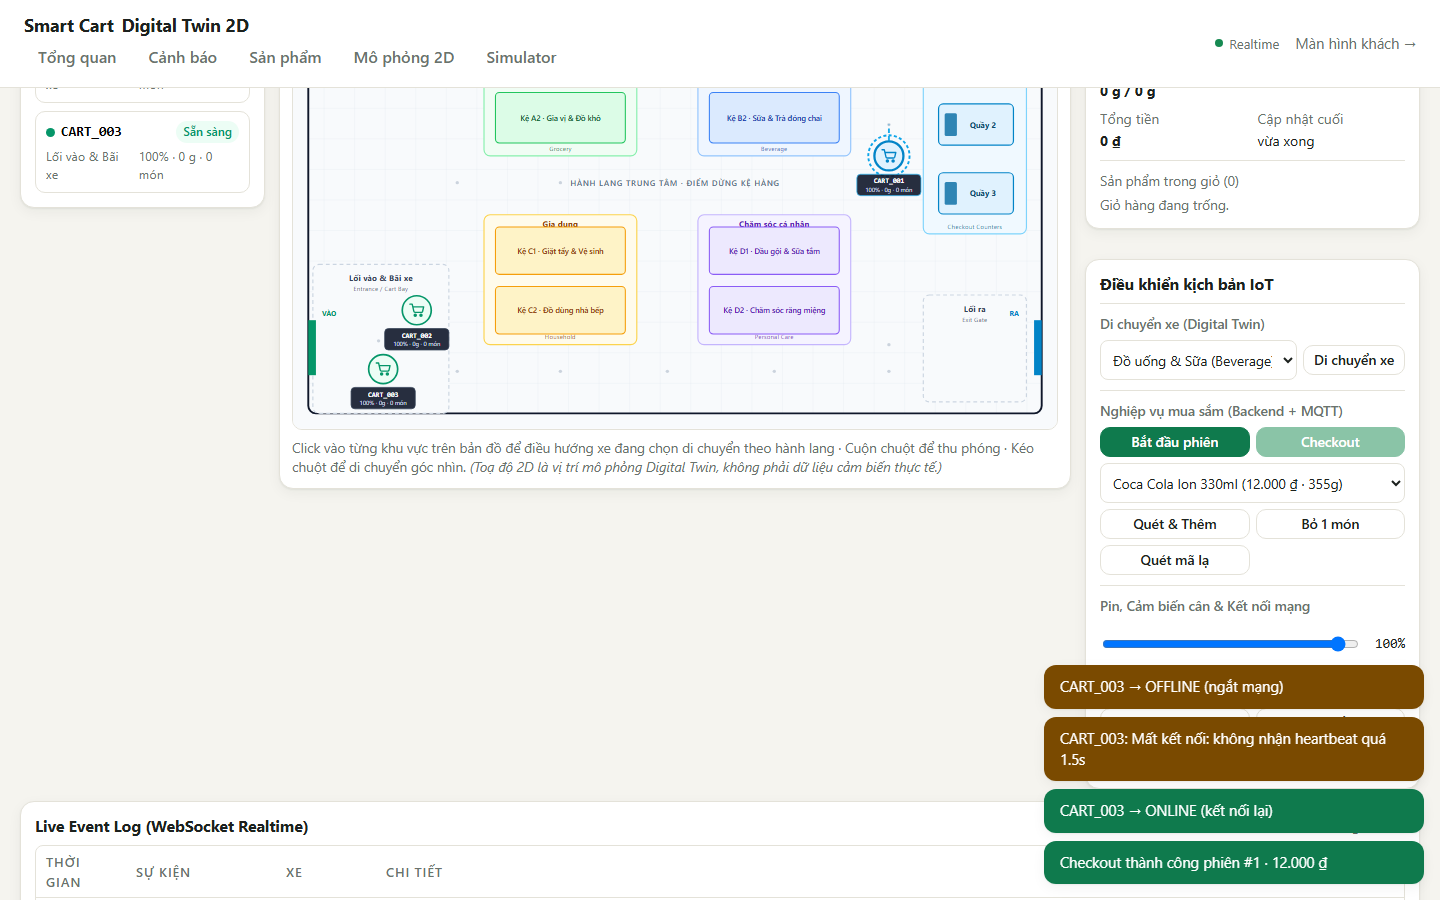 Smart Cart Digital Twin 2D
Tổng quan
Cảnh báo
Sản phẩm
Mô phỏng 2D
Simulator
Realtime
Màn hình khách →
CART_003
Sẵn sàng
Lối vào & Bãi xe
100% · 0 g · 0 món
Kệ A2 · Gia vị & Đồ khô
Grocery
Kệ B2 · Sữa & Trà đóng chai
Beverage
Quầy 2
Quầy 3
Checkout Counters
CART_001
100% · 0g · 0 món
HÀNH LANG TRUNG TÂM · ĐIỂM DỪNG KỆ HÀNG
Gia dụng
Kệ C1 · Giặt tẩy & Vệ sinh
Kệ C2 · Đồ dùng nhà bếp
Household
Chăm sóc cá nhân
Kệ D1 · Dầu gội & Sữa tắm
Kệ D2 · Chăm sóc răng miệng
Personal Care
Lối vào & Bãi xe
Entrance / Cart Bay
VÀO
CART_002
100% · 0g · 0 món
CART_003
100% · 0g · 0 món
Lối ra
Exit Gate
RA
Click vào từng khu vực trên bản đồ để điều hướng xe đang chọn di chuyển theo hành lang · Cuộn chuột để thu phóng · Kéo
chuột để di chuyển góc nhìn. (Toạ độ 2D là vị trí mô phỏng Digital Twin, không phải dữ liệu cảm biến thực tế.)
0 g / 0 g
Tổng tiền
0 ₫
Cập nhật cuối
vừa xong
Sản phẩm trong giỏ (0)
Giỏ hàng đang trống.
Điều khiển kịch bản IoT
Di chuyển xe (Digital Twin)
Đồ uống & Sữa (Beverage
Di chuyển xe
Nghiệp vụ mua sắm (Backend + MQTT)
Bắt đầu phiên
Checkout
Coca Cola lon 330ml (12.000 ₫ · 355g)
Quét & Thêm
Bỏ 1 món
Quét mã lạ
Pin, Cảm biến cân & Kết nối mạng
100%
CART_003 → OFFLINE (ngắt mạng)
CART_003: Mất kết nối: không nhận heartbeat quá
1.5s
CART_003 → ONLINE (kết nối lại)
Checkout thành công phiên #1 · 12.000 ₫
Live Event Log (WebSocket Realtime)
THỜI GIAN
SỰ KIỆN
XE
CHI TIẾT